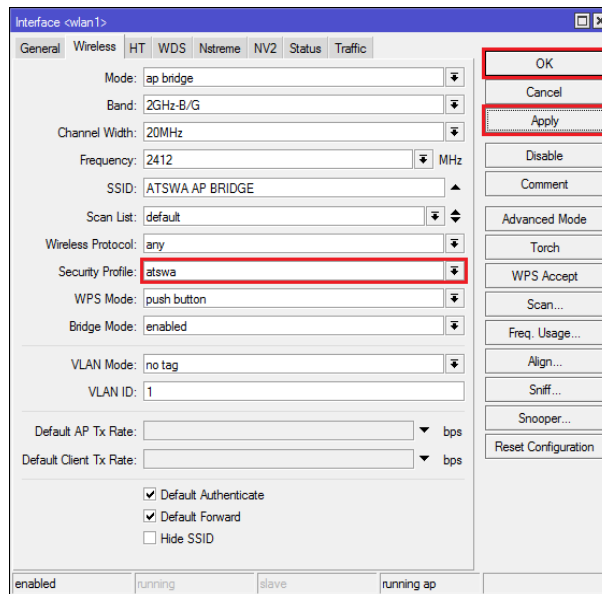 Interface <wlan1>
General Wireless HT WDS Nstreme NV2 Status Traffic
Mode: ap bridge
Band: 2GHz-B/G
Channel Width: 20MHz
Frequency: 2412 MHz
SSID: ATSWA AP BRIDGE
Scan List: default
Wireless Protocol: any
Security Profile: atswa
WPS Mode: push button
Bridge Mode: enabled
VLAN Mode: no tag
VLAN ID: 1
Default AP Tx Rate: bps
Default Client Tx Rate: bps
Default Authenticate
Default Forward
Hide SSID
OK
Cancel
Apply
Disable
Comment
Advanced Mode
Torch
WPS Accept
Scan...
Freq. Usage...
Align...
Sniff...
Snooper...
Reset Configuration
enabled running slave running ap